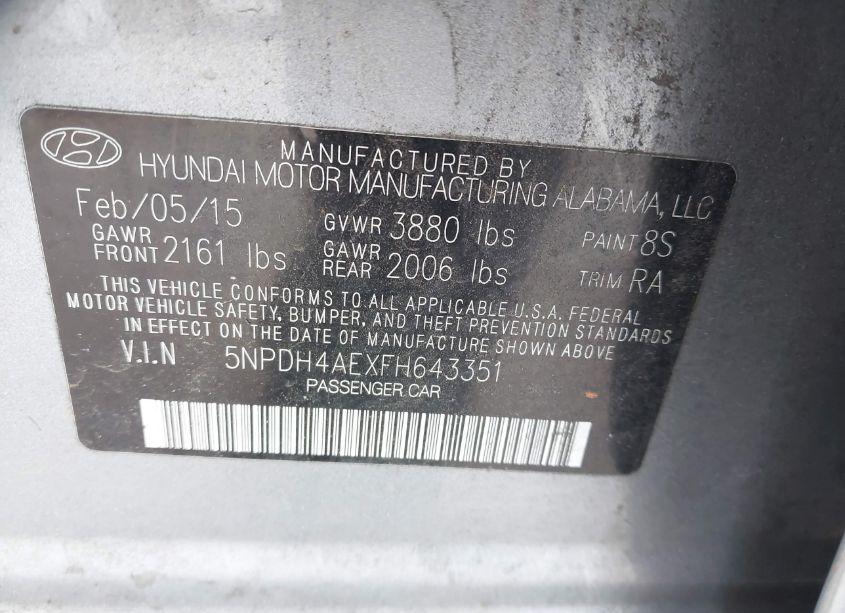 MANUFACTURED BY
HYUNDAI MOTOR MANUFACTURING ALABAMA, LLC
Feb/05/15 GVWR 3880 lbs PAINT 8S
GAWR FRONT 2161 lbs GAWR REAR 2006 lbs TRIM RA
THIS VEHICLE CONFORMS TO ALL APPLICABLE U.S.A. FEDERAL
MOTOR VEHICLE SAFETY, BUMPER, AND THEFT PREVENTION STANDARDS
IN EFFECT ON THE DATE OF MANUFACTURE SHOWN ABOVE
V.I.N 5NPDH4AEXFH643351
PASSENGER CAR